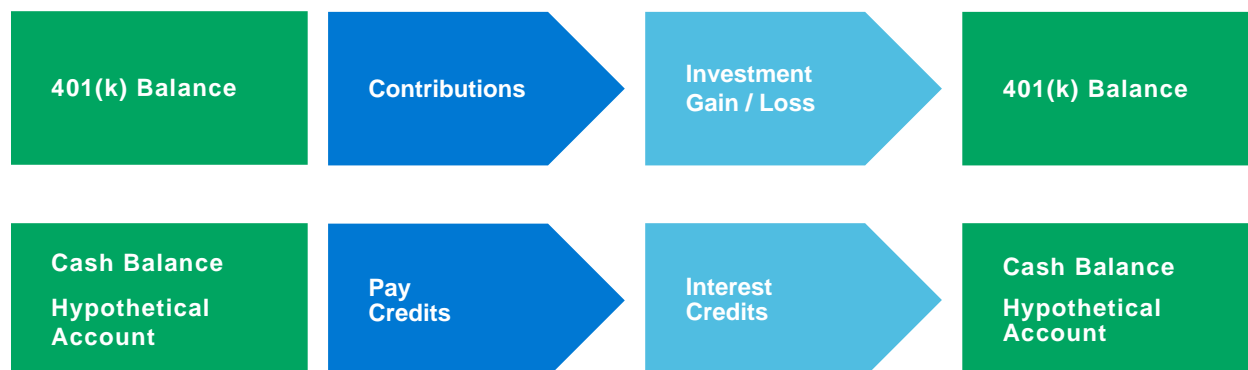 401(k) Balance
Contributions
Investment
Gain / Loss
401(k) Balance
Cash Balance
Hypothetical
Account
Pay
Credits
Interest
Credits
Cash Balance
Hypothetical
Account